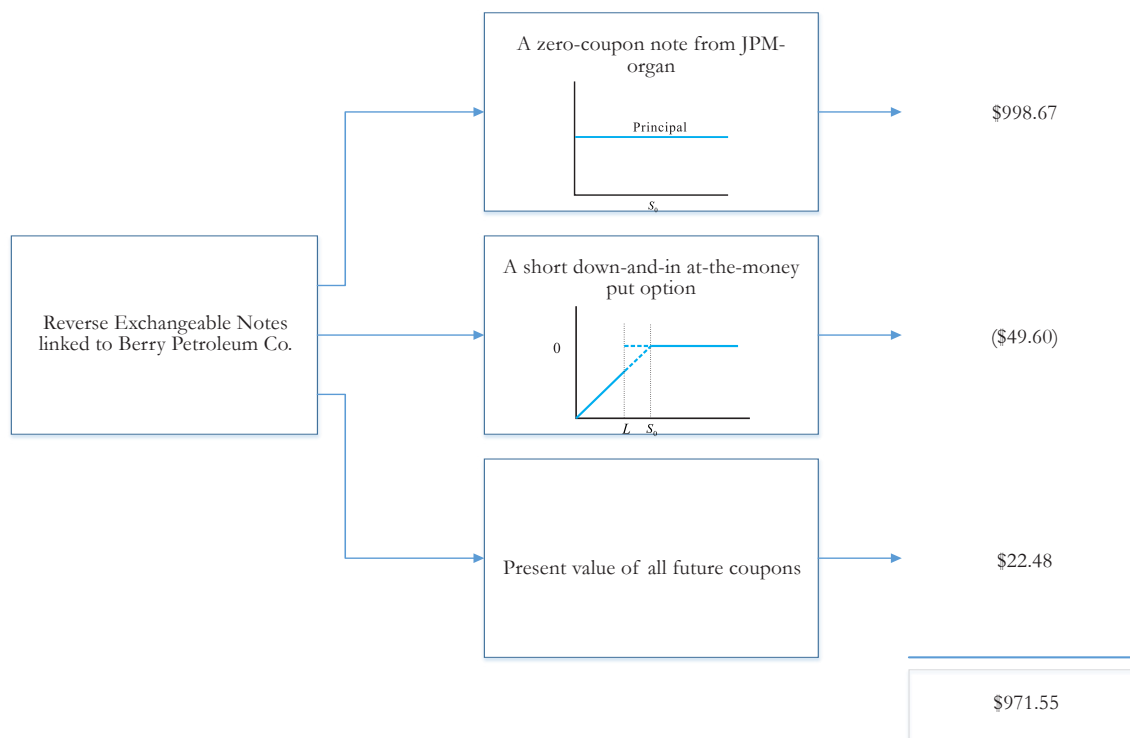 A zero-coupon note from JPM-
organ
Principal
S₀
$998.67
Reverse Exchangeable Notes
linked to Berry Petroleum Co.
A short down-and-in at-the-money
put option
0
L S₀
($49.60)
Present value of all future coupons
$22.48
$971.55